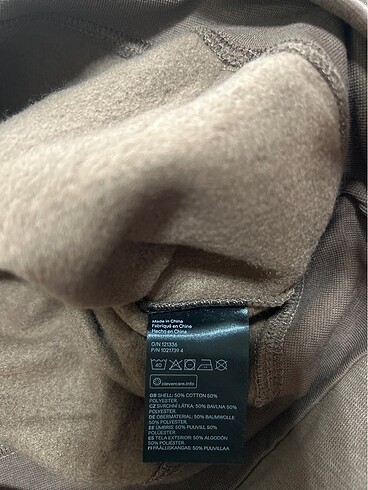 Made in China
Fabriqué en Chine
Hecho en China
O/N 121336
P/N 1021739 4
40
clevercare.info
GB SHELL: 50% COTTON 50%
POLYESTER
CZ SVRCHNÍ LÁTKA: 50% BAVLNA 50%
POLYESTER
DE OBERMATERIAL: 50% BAUMWOLLE
50% POLYESTER
EE ÜMBRIS: 50% PUUVILL 50%
POLÜESTER
ES TELA EXTERIOR: 50% ALGODÓN
50% POLIÉSTER
FI PÄÄLLISKANGAS: 50% PUUVILLAA